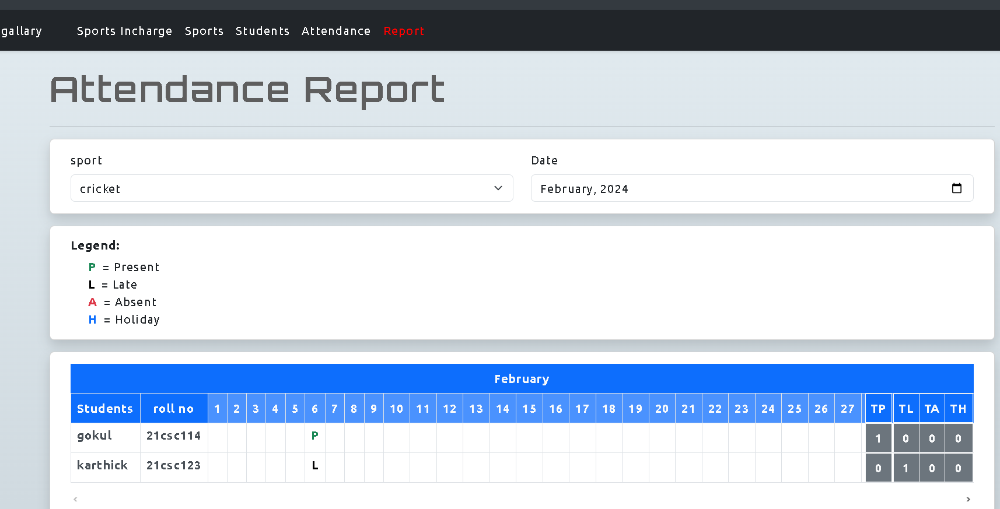 gallary Sports Incharge Sports Students Attendance Report
Attendance Report
sport Date
cricket February, 2024
Legend:
P = Present
L = Late
A = Absent
H = Holiday
February
Students roll no 1 2 3 4 5 6 7 8 9 10 11 12 13 14 15 16 17 18 19 20 21 22 23 24 25 26 27 TP TL TA TH
gokul 21csc114 P 1 0 0 0
karthick 21csc123 L 0 1 0 0